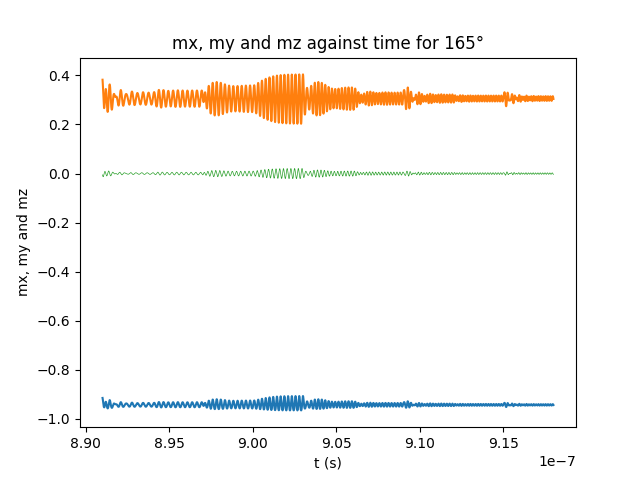 mx, my and mz against time for 165°
mx, my and mz
0.4
0.2
0.0
−0.2
−0.4
−0.6
−0.8
−1.0
8.90 8.95 9.00 9.05 9.10 9.15
1e−7
t (s)